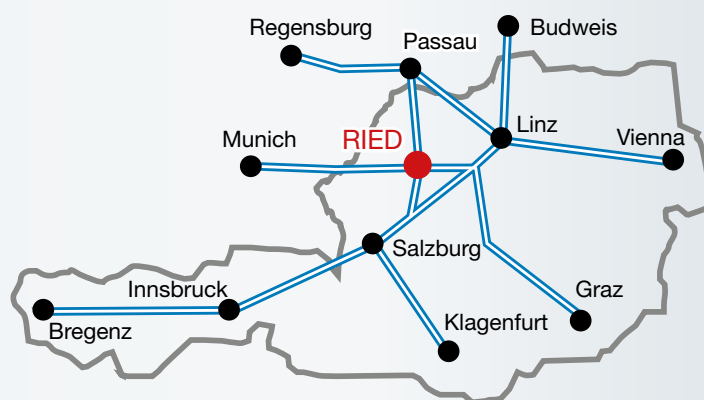 Regensburg
Budweis
Passau
Linz
Vienna
Munich
RIED
Salzburg
Innsbruck
Graz
Bregenz
Klagenfurt